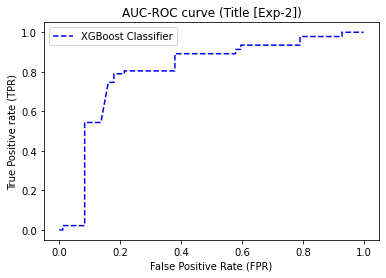 AUC-ROC curve (Title [Exp-2])
XGBoost Classifier
True Positive rate (TPR)
1.0
0.8
0.6
0.4
0.2
0.0
0.0 0.2 0.4 0.6 0.8 1.0
False Positive Rate (FPR)